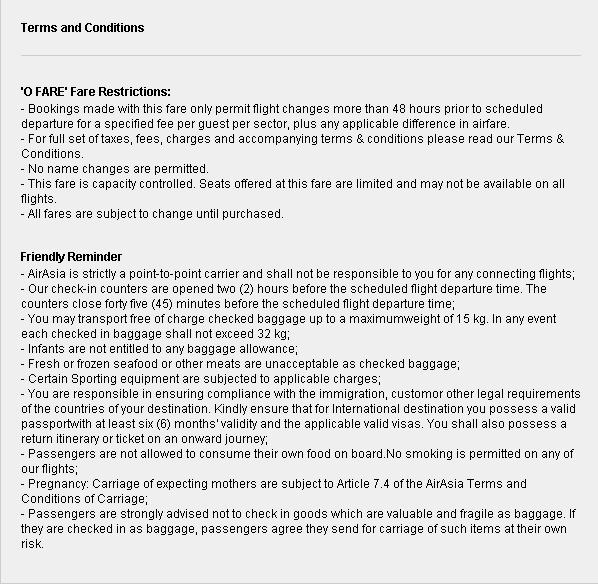 Terms and Conditions
'O FARE' Fare Restrictions:
- Bookings made with this fare only permit flight changes more than 48 hours prior to scheduled
departure for a specified fee per guest per sector, plus any applicable difference in airfare.
- For full set of taxes, fees, charges and accompanying terms & conditions please read our Terms &
Conditions.
- No name changes are permitted.
- This fare is capacity controlled. Seats offered at this fare are limited and may not be available on all
flights.
- All fares are subject to change until purchased.
Friendly Reminder
- AirAsia is strictly a point-to-point carrier and shall not be responsible to you for any connecting flights;
- Our check-in counters are opened two (2) hours before the scheduled flight departure time. The
counters close forty five (45) minutes before the scheduled flight departure time;
- You may transport free of charge checked baggage up to a maximumweight of 15 kg. In any event
each checked in baggage shall not exceed 32 kg;
- Infants are not entitled to any baggage allowance;
- Fresh or frozen seafood or other meats are unacceptable as checked baggage;
- Certain Sporting equipment are subjected to applicable charges;
- You are responsible in ensuring compliance with the immigration, customor other legal requirements
of the countries of your destination. Kindly ensure that for International destination you possess a valid
passportwith at least six (6) months' validity and the applicable valid visas. You shall also possess a
return itinerary or ticket on an onward journey;
- Passengers are not allowed to consume their own food on board.No smoking is permitted on any of
our flights;
- Pregnancy: Carriage of expecting mothers are subject to Article 7.4 of the AirAsia Terms and
Conditions of Carriage;
- Passengers are strongly advised not to check in goods which are valuable and fragile as baggage. If
they are checked in as baggage, passengers agree they send for carriage of such items at their own
risk.